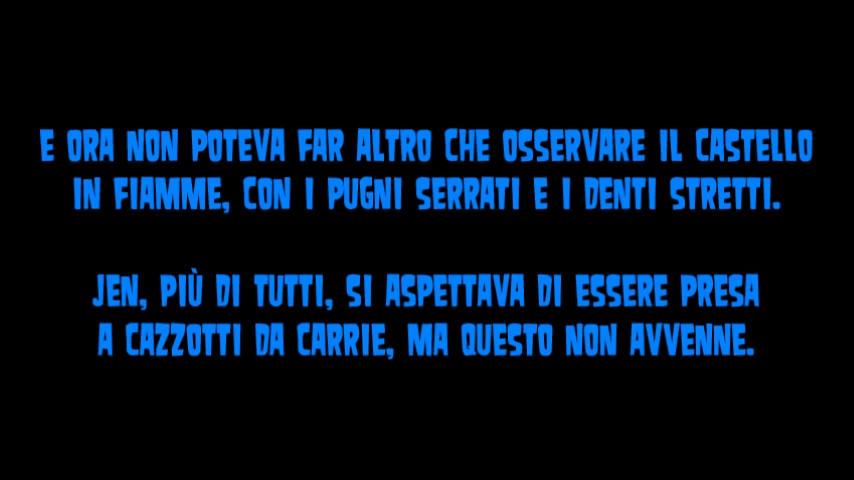 E ORA NON POTEVA FAR ALTRO CHE OSSERVARE IL CASTELLO
IN FIAMME, CON I PUGNI SERRATI E I DENTI STRETTI.
JEN, PIÙ DI TUTTI, SI ASPETTAVA DI ESSERE PRESA
A CAZZOTTI DA CARRIE, MA QUESTO NON AVVENNE.